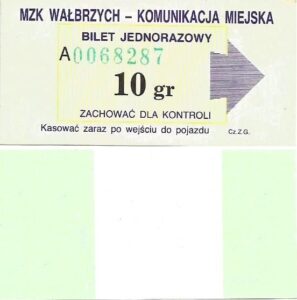 MZK WAŁBRZYCH – KOMUNIKACJA MIEJSKA
BILET JEDNORAZOWY
A0068287
10 gr
ZACHOWAĆ DLA KONTROLI
Kasować zaraz po wejściu do pojazdu
Cz.Z.G.